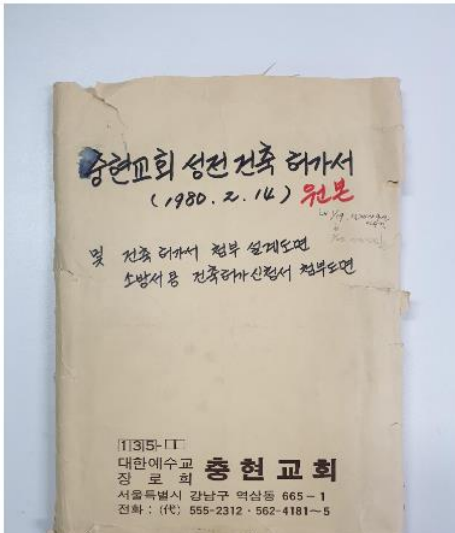 충현교회 성전 건축 허가서
(1980. 2. 14) 원본
및 건축 허가서 첨부 설계도면
소방서용 건축허가신청서 첨부도면
135-□□
대한예수교
장로회 충현교회
서울특별시 강남구 역삼동 665-1
전화 : (代) 555-2312 · 562-4181~5